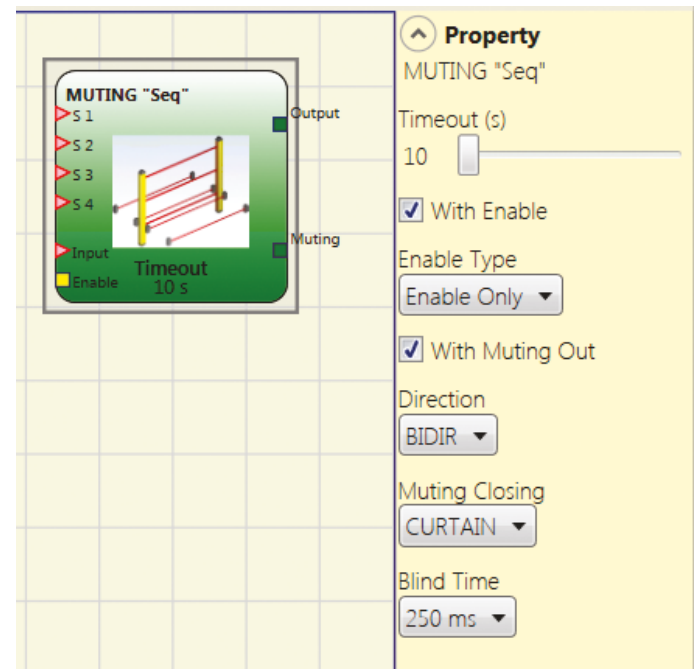 MUTING "Seq"
S 1
Output
S 2
S 3
S 4
Muting
Input
Timeout
Enable
10 s
Property
MUTING "Seq"
Timeout (s)
10
With Enable
Enable Type
Enable Only
With Muting Out
Direction
BIDIR
Muting Closing
CURTAIN
Blind Time
250 ms